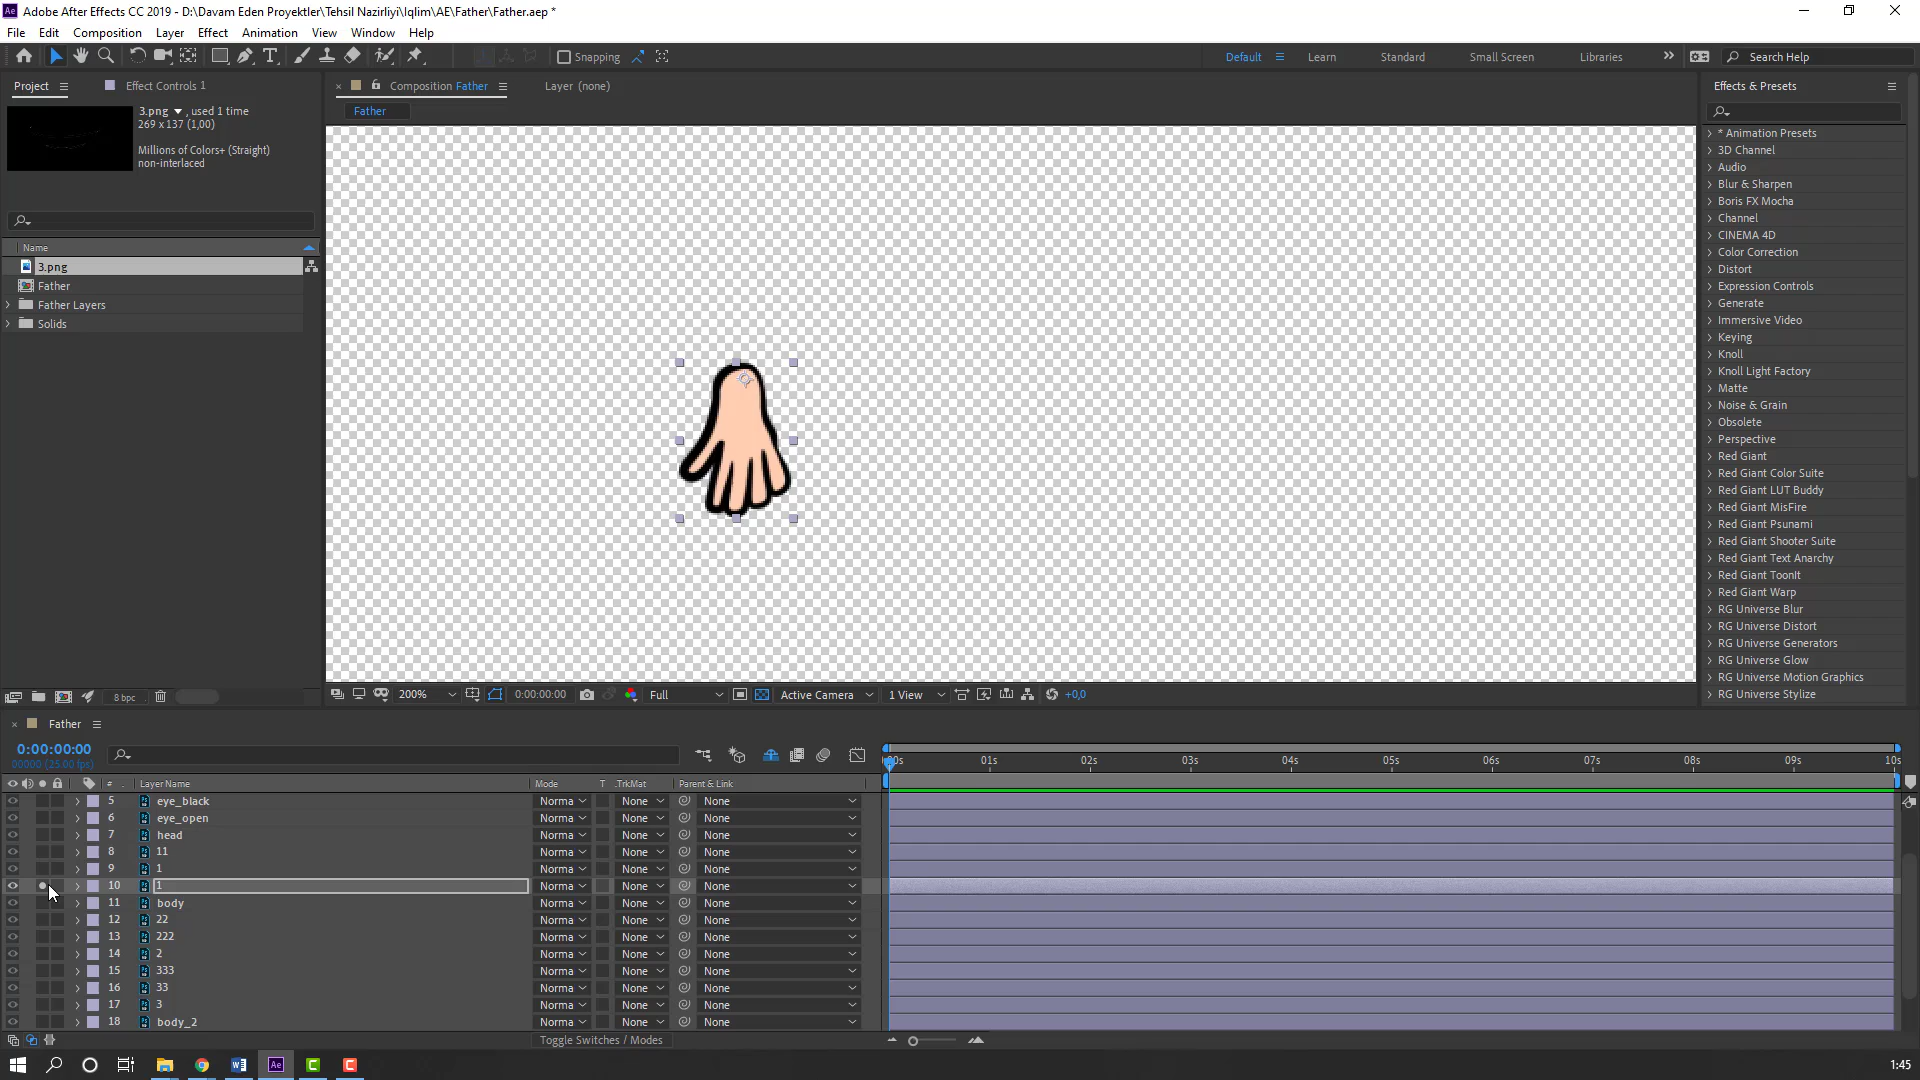 Adobe After Effects CC 2019 - D:\Davam Eden Proyektler\Tehsil Nazirliyi\Iqlim\AE\Father\Father.aep *
File Edit Composition Layer Effect Animation View Window Help
Snapping Default Learn Standard Small Screen Libraries Search Help
Project Effect Controls 1 Composition Father Layer (none) Effects & Presets
3.png , used 1 time
269 x 137 (1,00)
Millions of Colors+ (Straight)
non-interlaced
Father
Name
3.png
Father
Father Layers
Solids
* Animation Presets
3D Channel
Audio
Blur & Sharpen
Boris FX Mocha
Channel
CINEMA 4D
Color Correction
Distort
Expression Controls
Generate
Immersive Video
Keying
Knoll
Knoll Light Factory
Matte
Noise & Grain
Obsolete
Perspective
Red Giant
Red Giant Color Suite
Red Giant LUT Buddy
Red Giant MisFire
Red Giant Psunami
Red Giant Shooter Suite
Red Giant Text Anarchy
Red Giant ToonIt
Red Giant Warp
RG Universe Blur
RG Universe Distort
RG Universe Generators
RG Universe Glow
RG Universe Motion Graphics
RG Universe Stylize
8 bpc 200% 0:00:00:00 Full Active Camera 1 View +0,0
Father
0:00:00:00
00000 (25.00 fps)
00s 01s 02s 03s 04s 05s 06s 07s 08s 09s 10s
# Layer Name Mode T .TrkMat Parent & Link
5 eye_black Norma None None
6 eye_open Norma None None
7 head Norma None None
8 11 Norma None None
9 1 Norma None None
10 1 Norma None None
11 body Norma None None
12 22 Norma None None
13 222 Norma None None
14 2 Norma None None
15 333 Norma None None
16 33 Norma None None
17 3 Norma None None
18 body_2 Norma None None
Toggle Switches / Modes
1:45